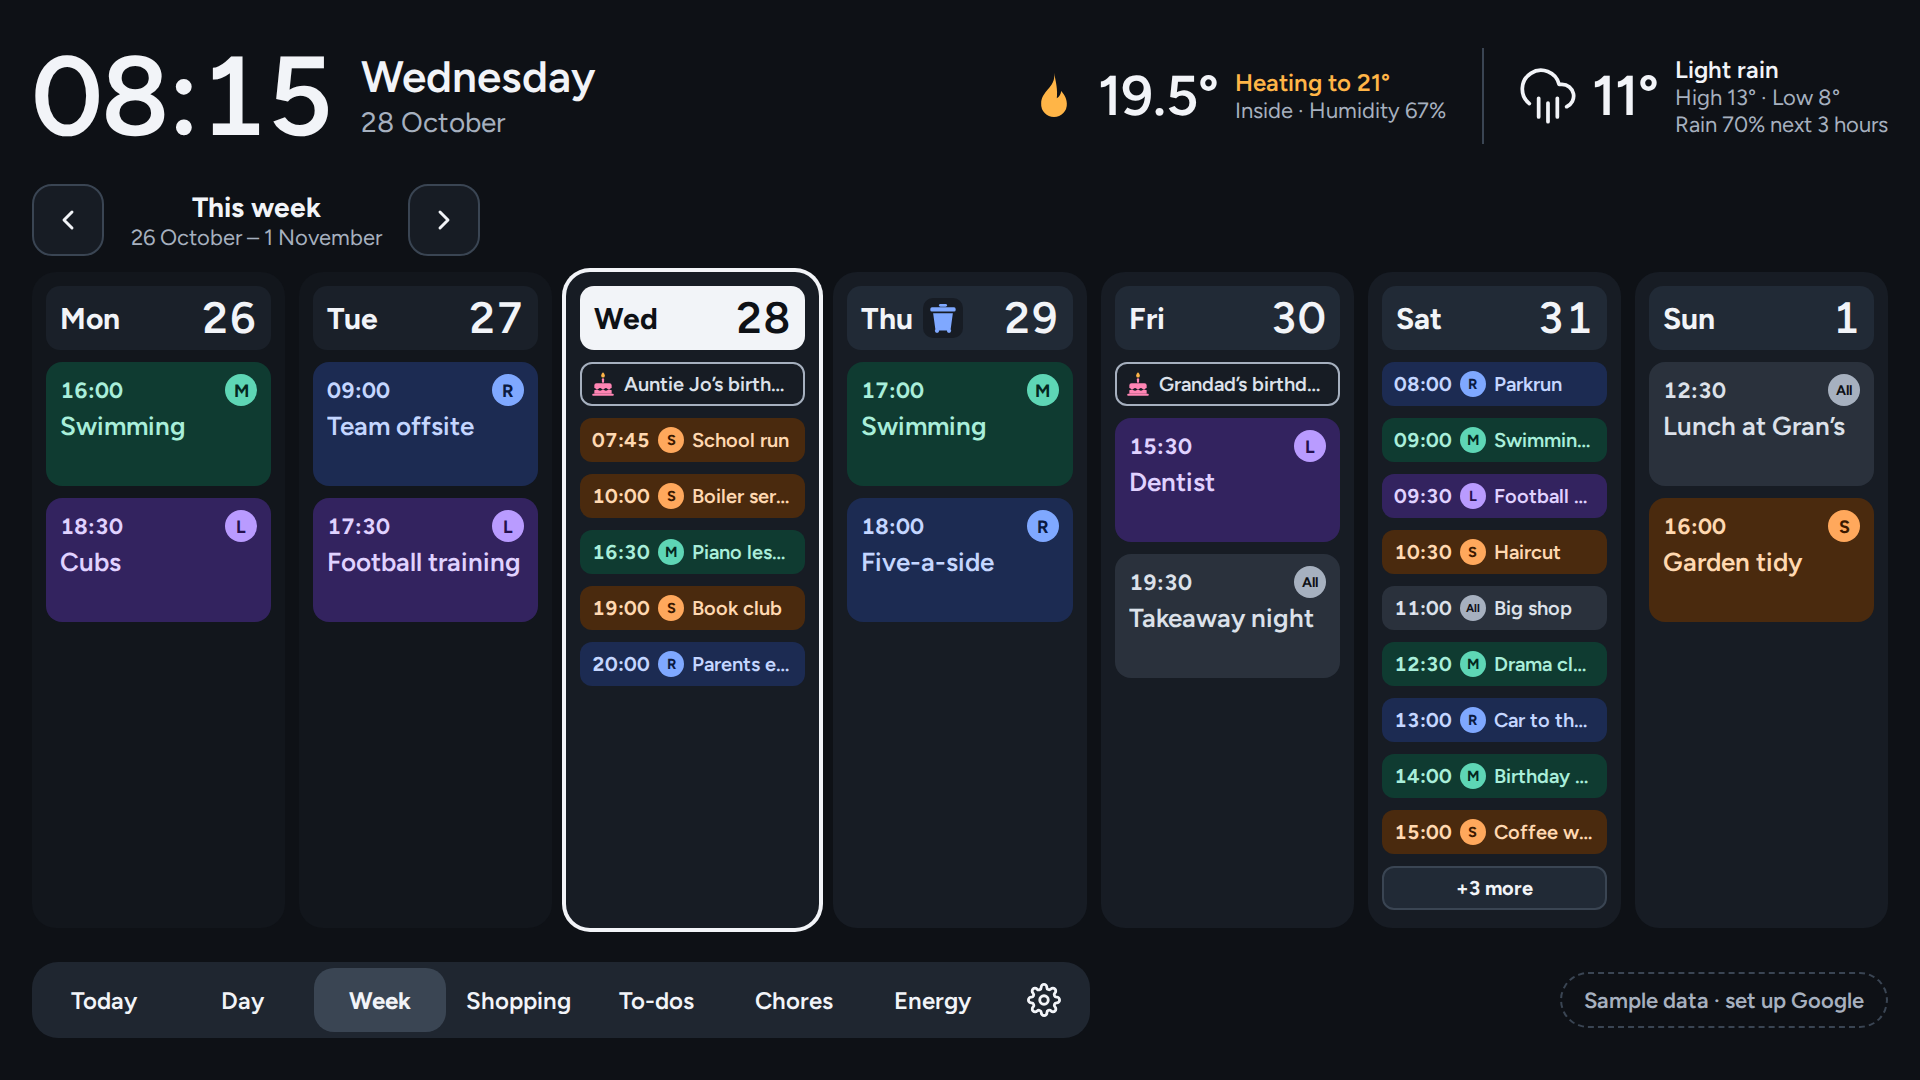 08:15
Wednesday
28 October
19.5°
Heating to 21°
Inside · Humidity 67%
11°
Light rain
High 13° · Low 8°
Rain 70% next 3 hours
This week
26 October – 1 November
Mon 26
16:00 M
Swimming
18:30 L
Cubs
Tue 27
09:00 R
Team offsite
17:30 L
Football training
Wed 28
Auntie Jo’s birth...
07:45 S School run
10:00 S Boiler ser...
16:30 M Piano les...
19:00 S Book club
20:00 R Parents e...
Thu 29
17:00 M
Swimming
18:00 R
Five-a-side
Fri 30
Grandad’s birthd...
15:30 L
Dentist
19:30 All
Takeaway night
Sat 31
08:00 R Parkrun
09:00 M Swimmin...
09:30 L Football ...
10:30 S Haircut
11:00 All Big shop
12:30 M Drama cl...
13:00 R Car to th...
14:00 M Birthday ...
15:00 S Coffee w...
+3 more
Sun 1
12:30 All
Lunch at Gran’s
16:00 S
Garden tidy
Today Day Week Shopping To-dos Chores Energy
Sample data · set up Google